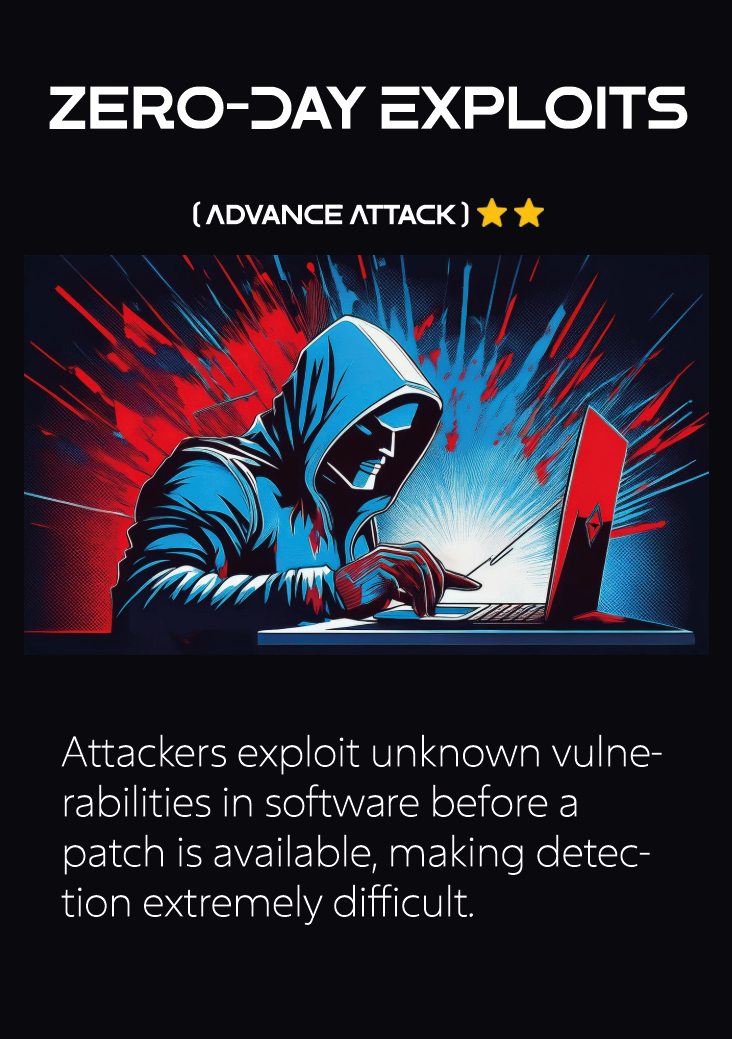 ZERO-DAY EXPLOITS
(ADVANCE ATTACK)
Attackers exploit unknown vulne-
rabilities in software before a
patch is available, making detec-
tion extremely difficult.